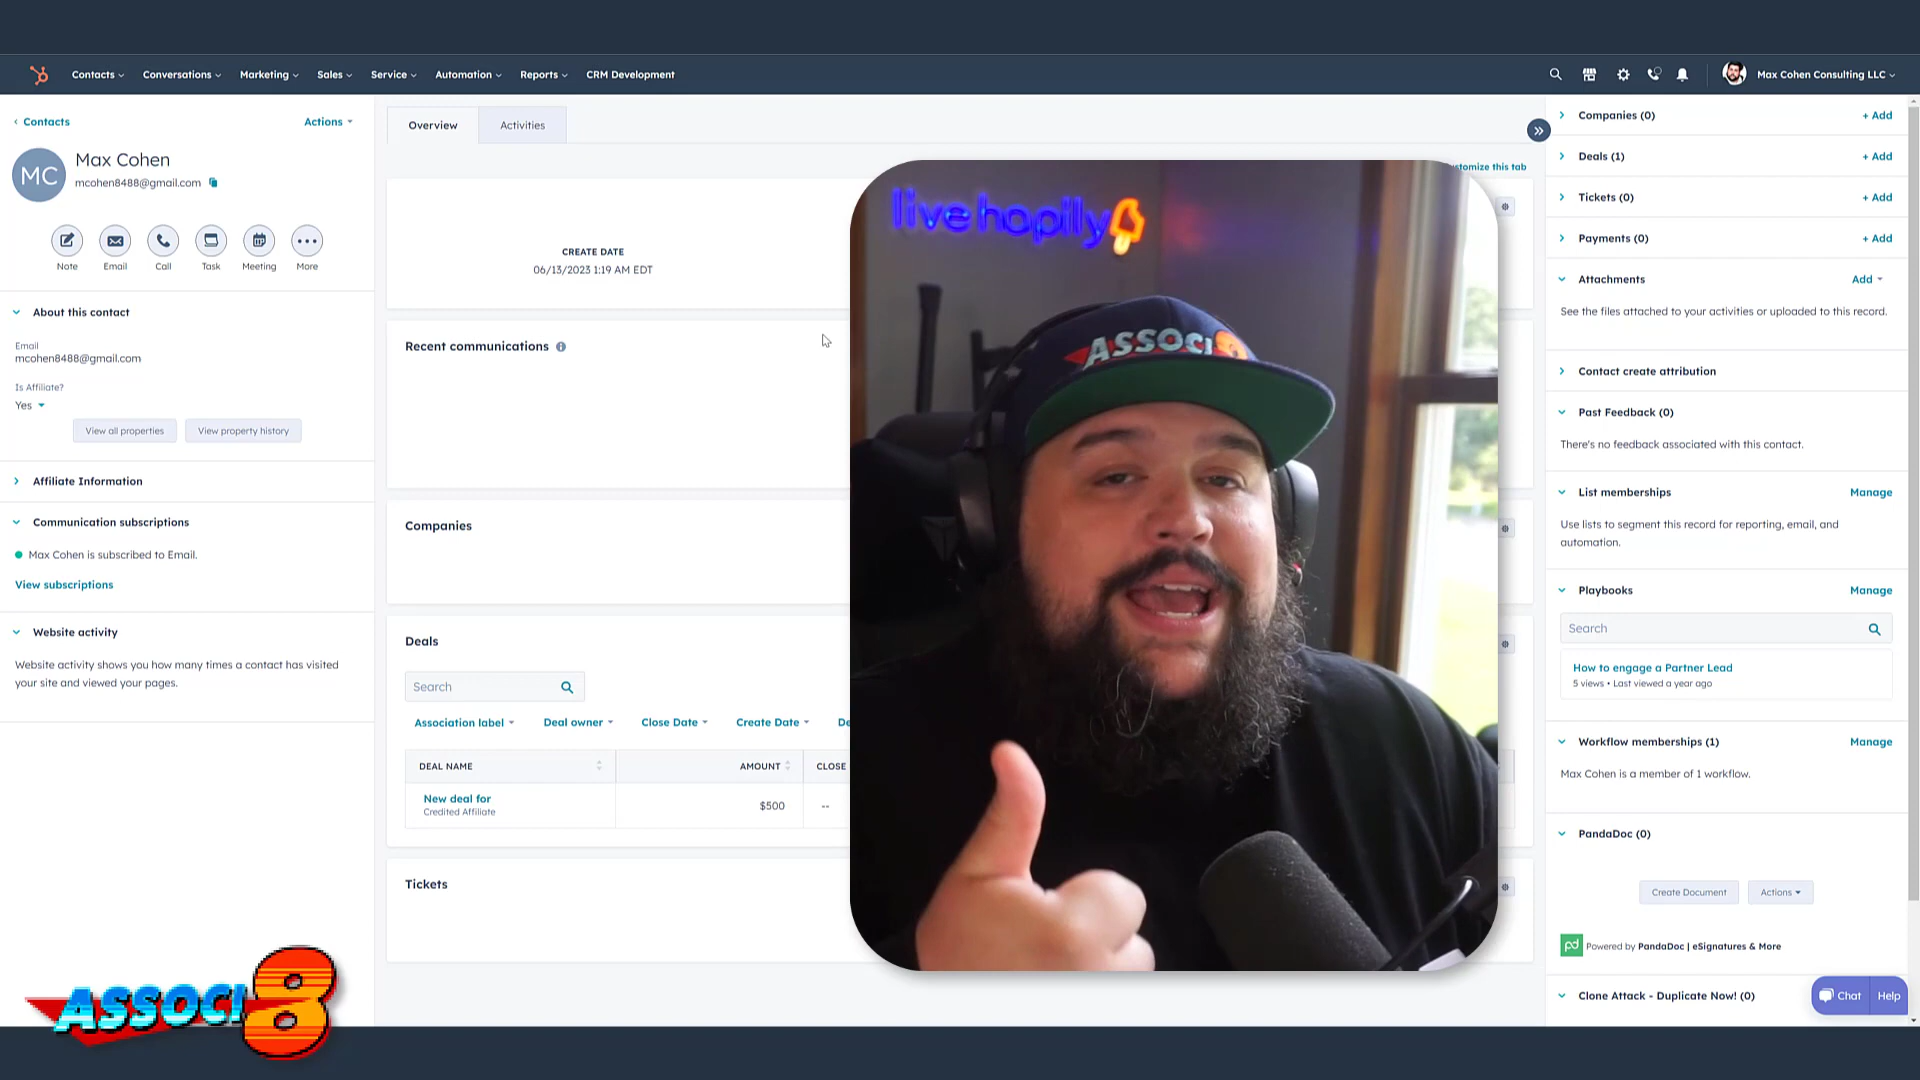 Contacts
Conversations
Marketing
Sales
Service
Automation
Reports
CRM Development
Max Cohen Consulting LLC
Contacts
Actions
MC
Max Cohen
mcohen8488@gmail.com
Note
Email
Call
Task
Meeting
More
About this contact
Email
mcohen8488@gmail.com
Is Affiliate?
Yes
View all properties
View property history
Affiliate Information
Communication subscriptions
Max Cohen is subscribed to Email.
View subscriptions
Website activity
Website activity shows you how many times a contact has visited
your site and viewed your pages.
ASSOCI8
Overview
Activities
CREATE DATE
06/13/2023 1:19 AM EDT
Recent communications
Companies
Deals
Search
Association label
Deal owner
Close Date
Create Date
De
DEAL NAME
AMOUNT
CLOSE
New deal for
Credited Affiliate
$500
--
Tickets
stomize this tab
live hapilly
ASSOCI8
Companies (0)
+ Add
Deals (1)
+ Add
Tickets (0)
+ Add
Payments (0)
+ Add
Attachments
Add
See the files attached to your activities or uploaded to this record.
Contact create attribution
Past Feedback (0)
There's no feedback associated with this contact.
List memberships
Manage
Use lists to segment this record for reporting, email, and
automation.
Playbooks
Manage
Search
How to engage a Partner Lead
5 views • Last viewed a year ago
Workflow memberships (1)
Manage
Max Cohen is a member of 1 workflow.
PandaDoc (0)
Create Document
Actions
pd
Powered by PandaDoc | eSignatures & More
Clone Attack - Duplicate Now! (0)
Chat
Help